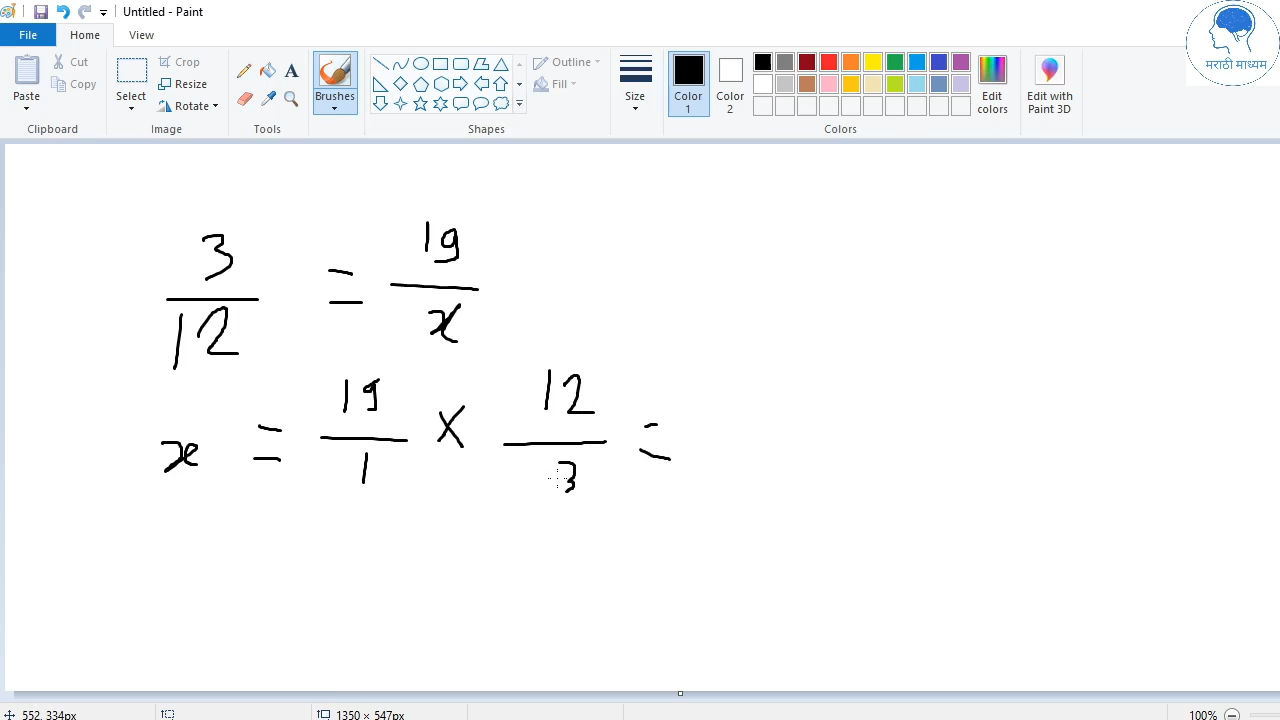 Untitled - Paint
File Home View
Paste Cut Copy Clipboard
Select Crop Resize Rotate Image
Tools
Brushes
Outline Fill Shapes
Size
Color 1 Color 2 Edit colors Colors
Edit with Paint 3D
मराठी माध्यम
3/12 = 19/x
x = 19/1 × 12/3 =
552, 334px 1350 × 547px 100%